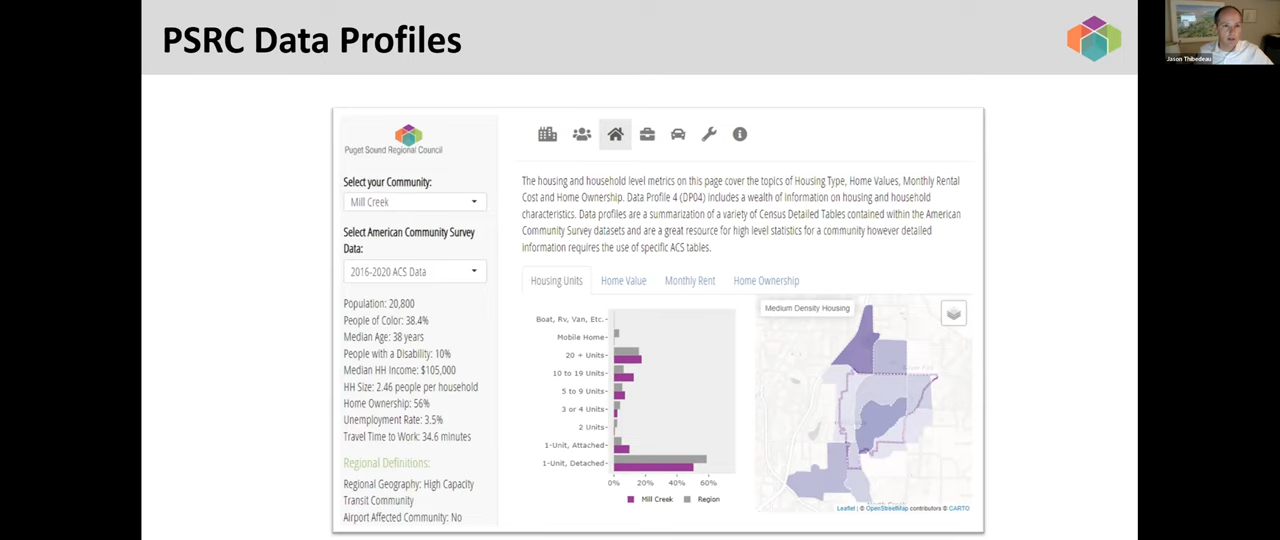 PSRC Data Profiles
Jason Thibedeau
Puget Sound Regional Council
Select your Community:
Mill Creek
Select American Community Survey
Data:
2016-2020 ACS Data
Population: 20,800
People of Color: 38.4%
Median Age: 38 years
People with a Disability: 10%
Median HH Income: $105,000
HH Size: 2.46 people per household
Home Ownership: 56%
Unemployment Rate: 3.5%
Travel Time to Work: 34.6 minutes
Regional Definitions:
Regional Geography: High Capacity
Transit Community
Airport Affected Community: No
The housing and household level metrics on this page cover the topics of Housing Type, Home Values, Monthly Rental
Cost and Home Ownership. Data Profile 4 (DP04) includes a wealth of information on housing and household
characteristics. Data profiles are a summarization of a variety of Census Detailed Tables contained within the American
Community Survey datasets and are a great resource for high level statistics for a community however detailed
information requires the use of specific ACS tables.
Housing Units Home Value Monthly Rent Home Ownership
Boat, Rv, Van, Etc.
Mobile Home
20 + Units
10 to 19 Units
5 to 9 Units
3 or 4 Units
2 Units
1-Unit, Attached
1-Unit, Detached
0% 20% 40% 60%
Mill Creek Region
Medium Density Housing
Leaflet | © OpenStreetMap contributors © CARTO